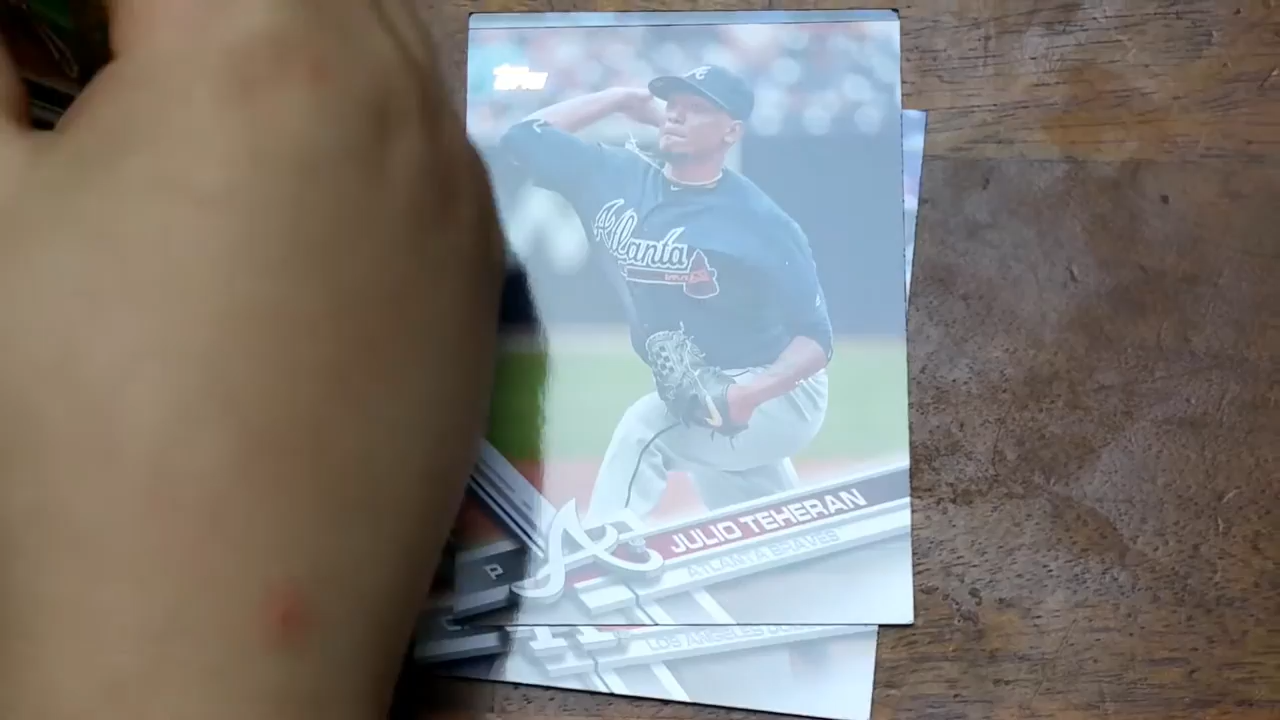 Topps
Atlanta
JULIO TEHERAN
ATLANTA BRAVES
P
LOS ANGELES